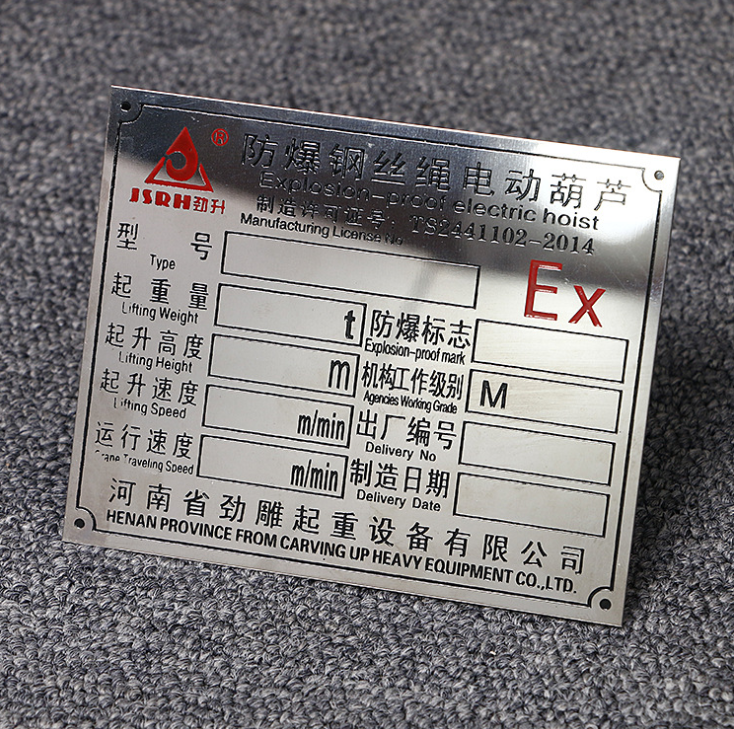 JSRH劲升 ®
防爆钢丝绳电动葫芦
Explosion-proof electric hoist
制造许可证号: TS2441102-2014
Manufacturing License No
型 号
Type
Ex
起重量 t
Lifting Weight
防爆标志
Explosion-proof mark
起升高度 m
Lifting Height
机构工作级别 M
Agencies Working Grade
起升速度 m/min
Lifting Speed
出厂编号
Delivery No
运行速度 m/min
Traveling Speed
制造日期
Delivery Date
河南省劲雕起重设备有限公司
HENAN PROVINCE FROM CARVING UP HEAVY EQUIPMENT CO.,LTD.